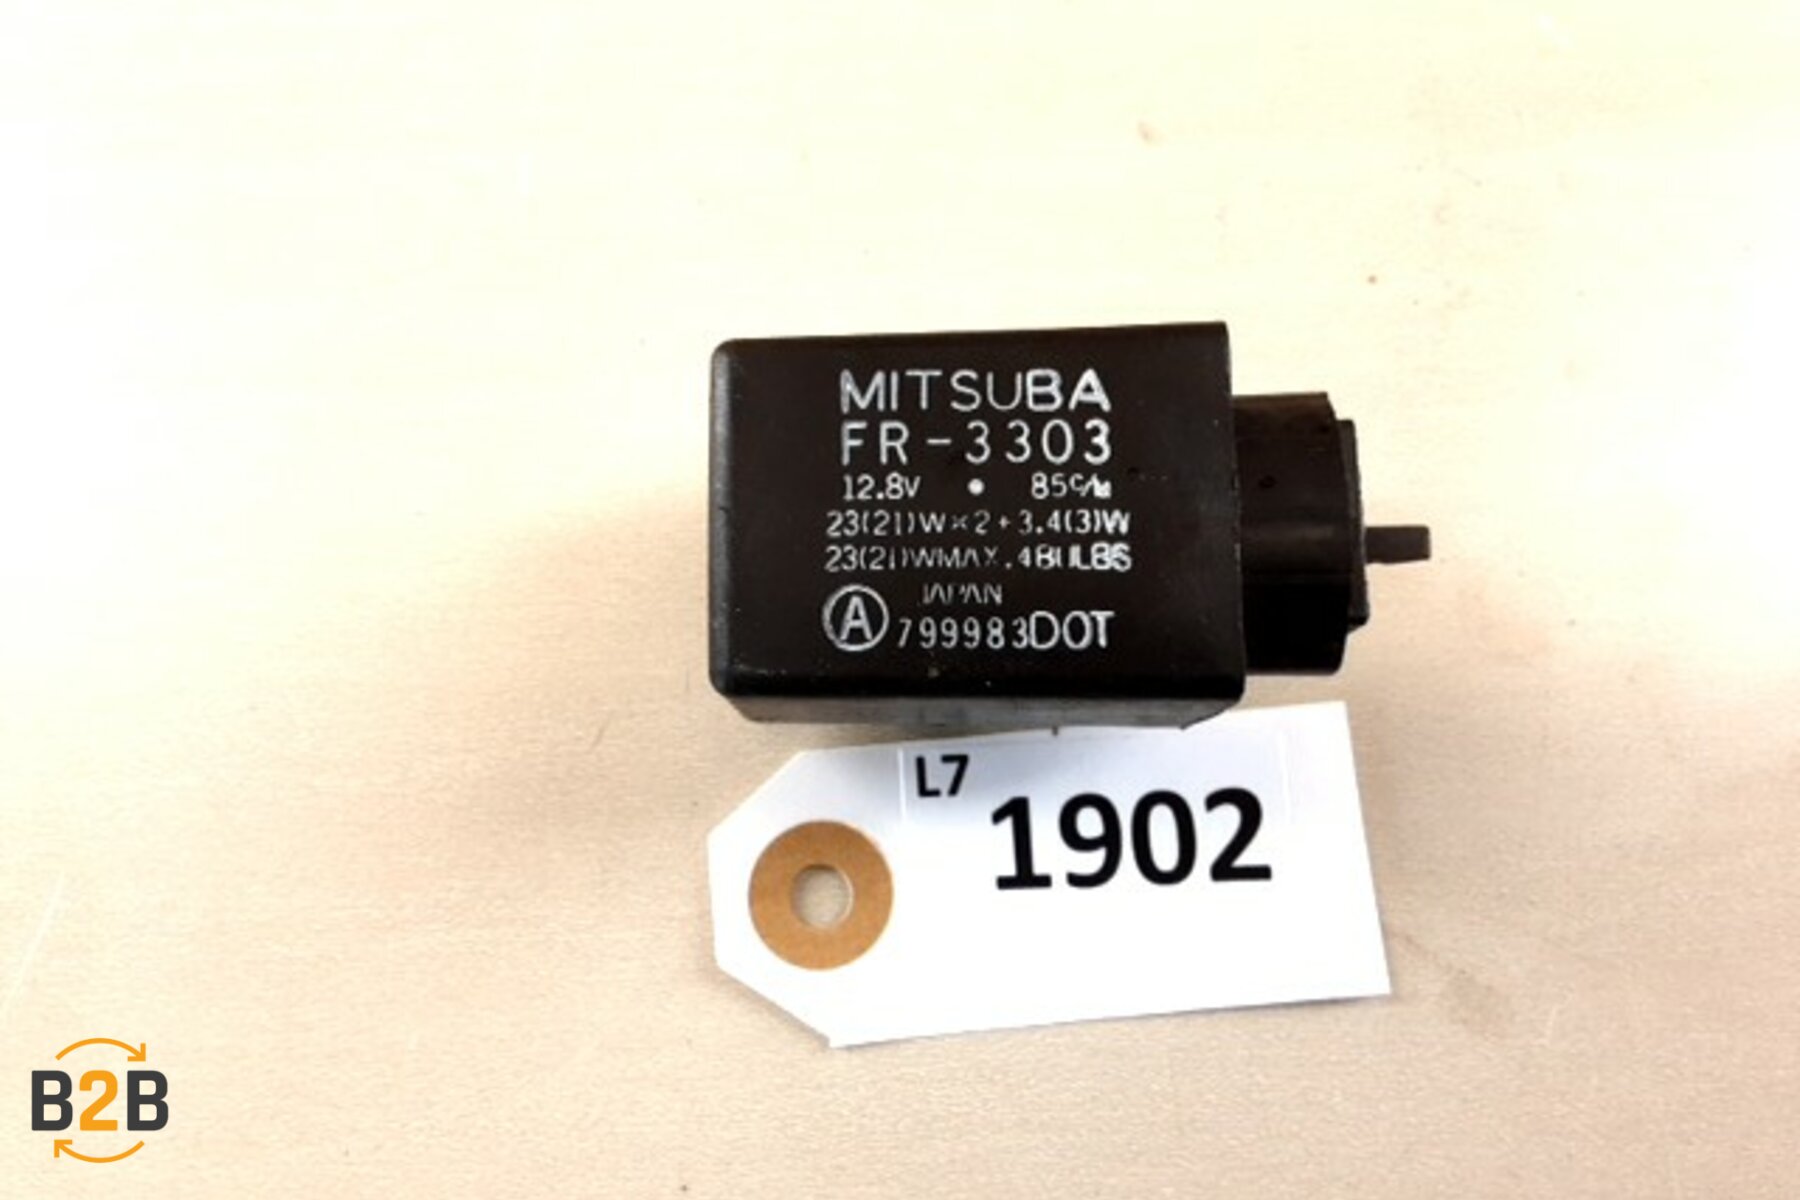 MITSUBA
FR-3303
12.8V • 85c/m
23(21)W×2+3.4(3)W
23(21)WMAX.4BULBS
JAPAN
A 799983DOT
L7
1902
B2B